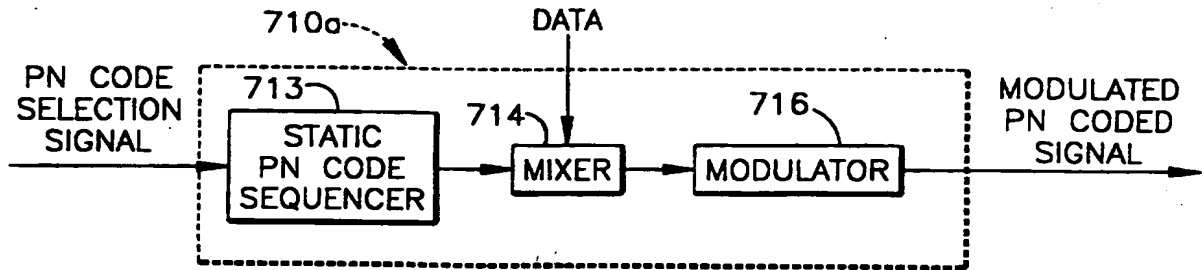 710a
DATA
PN CODE
SELECTION
SIGNAL
713
STATIC
PN CODE
SEQUENCER
714
MIXER
716
MODULATOR
MODULATED
PN CODED
SIGNAL